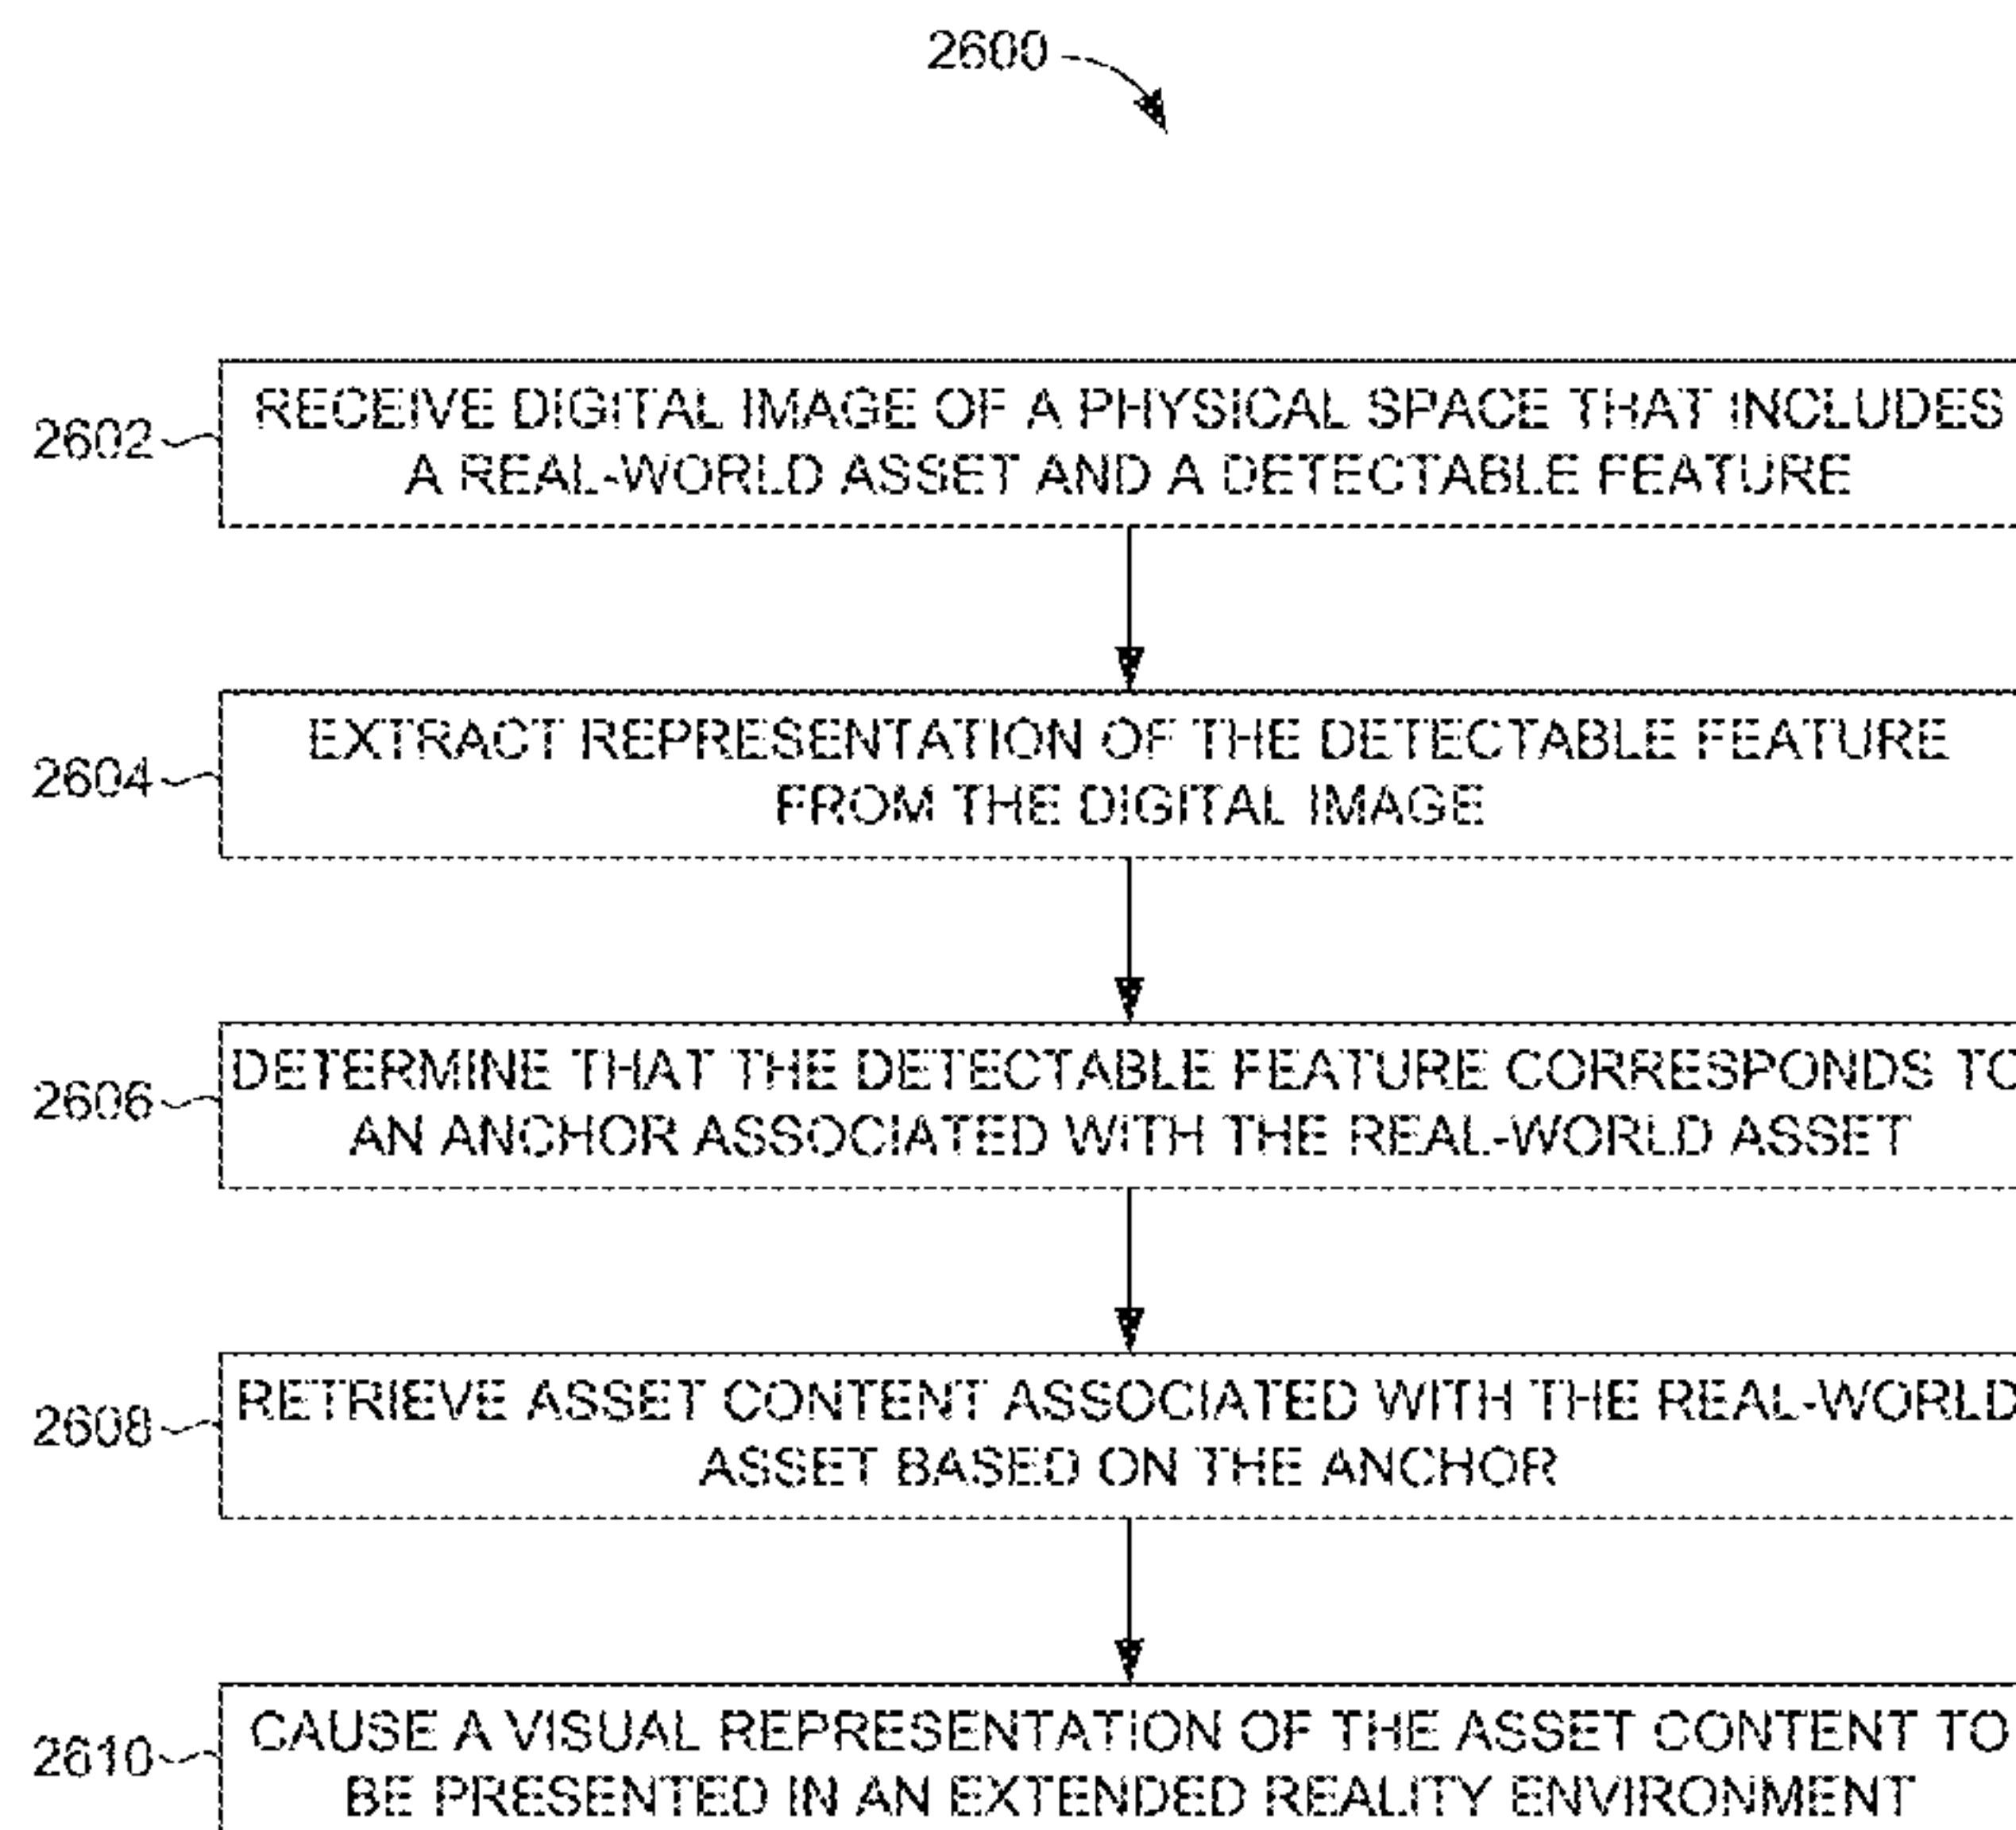 2600
2602
RECEIVE DIGITAL IMAGE OF A PHYSICAL SPACE THAT INCLUDES
A REAL-WORLD ASSET AND A DETECTABLE FEATURE
2604
EXTRACT REPRESENTATION OF THE DETECTABLE FEATURE
FROM THE DIGITAL IMAGE
2606
DETERMINE THAT THE DETECTABLE FEATURE CORRESPONDS TO
AN ANCHOR ASSOCIATED WITH THE REAL-WORLD ASSET
2608
RETRIEVE ASSET CONTENT ASSOCIATED WITH THE REAL-WORLD
ASSET BASED ON THE ANCHOR
2610
CAUSE A VISUAL REPRESENTATION OF THE ASSET CONTENT TO
BE PRESENTED IN AN EXTENDED REALITY ENVIRONMENT